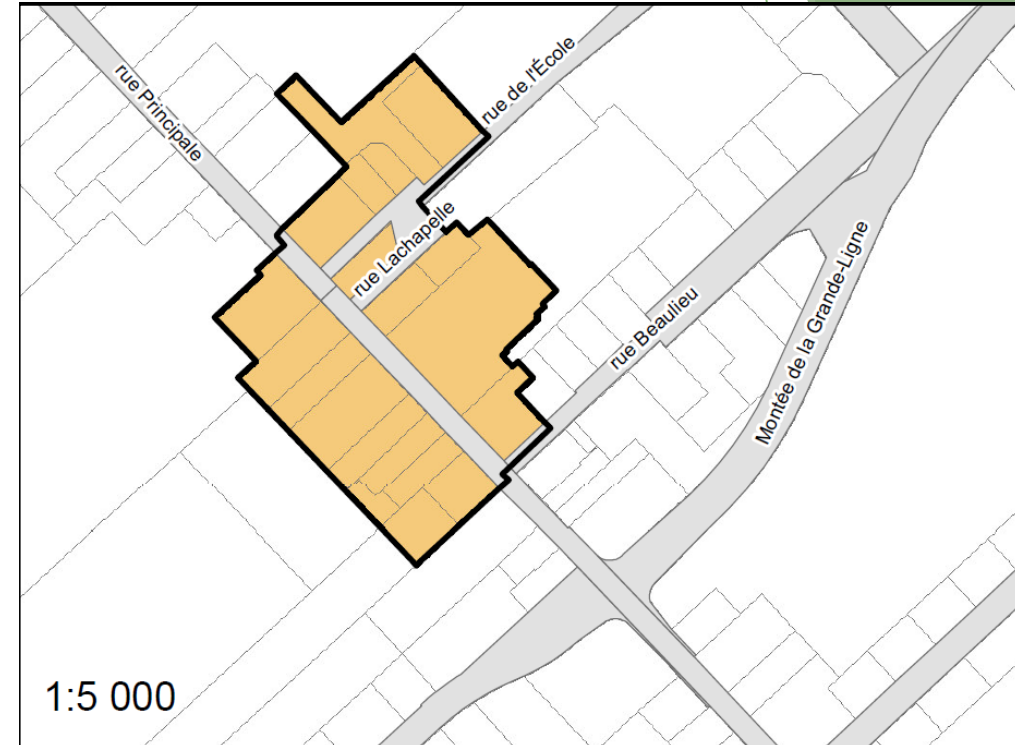 rue Principale
rue de l'École
rue Lachapelle
rue Beaulieu
Montée de la Grande-Ligne
1:5 000